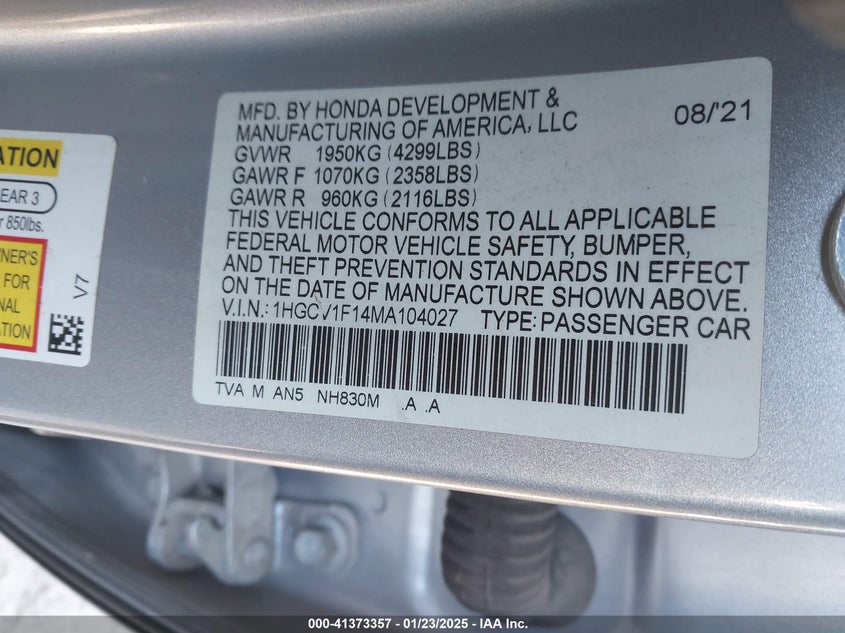 ATION
EAR 3
850lbs.
NER'S
FOR
NAL
ATION
V7
MFD. BY HONDA DEVELOPMENT & 08/'21
MANUFACTURING OF AMERICA, LLC
GVWR 1950KG (4299LBS)
GAWR F 1070KG (2358LBS)
GAWR R 960KG (2116LBS)
THIS VEHICLE CONFORMS TO ALL APPLICABLE
FEDERAL MOTOR VEHICLE SAFETY, BUMPER,
AND THEFT PREVENTION STANDARDS IN EFFECT
ON THE DATE OF MANUFACTURE SHOWN ABOVE.
V.I.N.: 1HGCV1F14MA104027 TYPE: PASSENGER CAR
TVA M AN5 NH830M .A .A
000-41373357 - 01/23/2025 - IAA Inc.